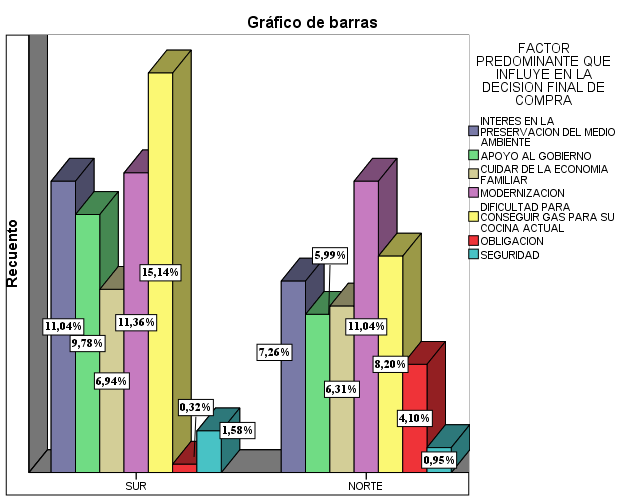 Gráfico de barras
FACTOR
PREDOMINANTE QUE
INFLUYE EN LA
DECISION FINAL DE
COMPRA
INTERES EN LA
PRESERVACION DEL MEDIO
AMBIENTE
APOYO AL GOBIERNO
CUIDAR DE LA ECONOMIA
FAMILIAR
MODERNIZACION
DIFICULTAD PARA
CONSEGUIR GAS PARA SU
COCINA ACTUAL
OBLIGACION
SEGURIDAD
Recuento
11,04%
9,78%
6,94%
11,36%
15,14%
0,32%
1,58%
7,26%
5,99%
6,31%
11,04%
8,20%
4,10%
0,95%
SUR
NORTE